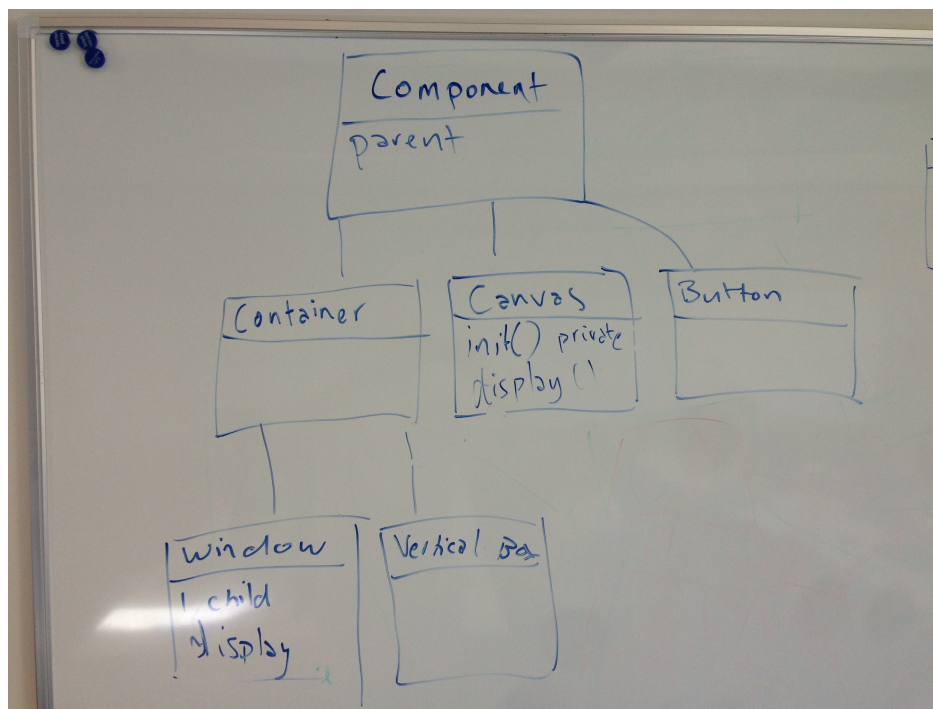 Component
parent
Container
Canvas
init() private
display()
Button
Window
1 child
display
Vertical Box